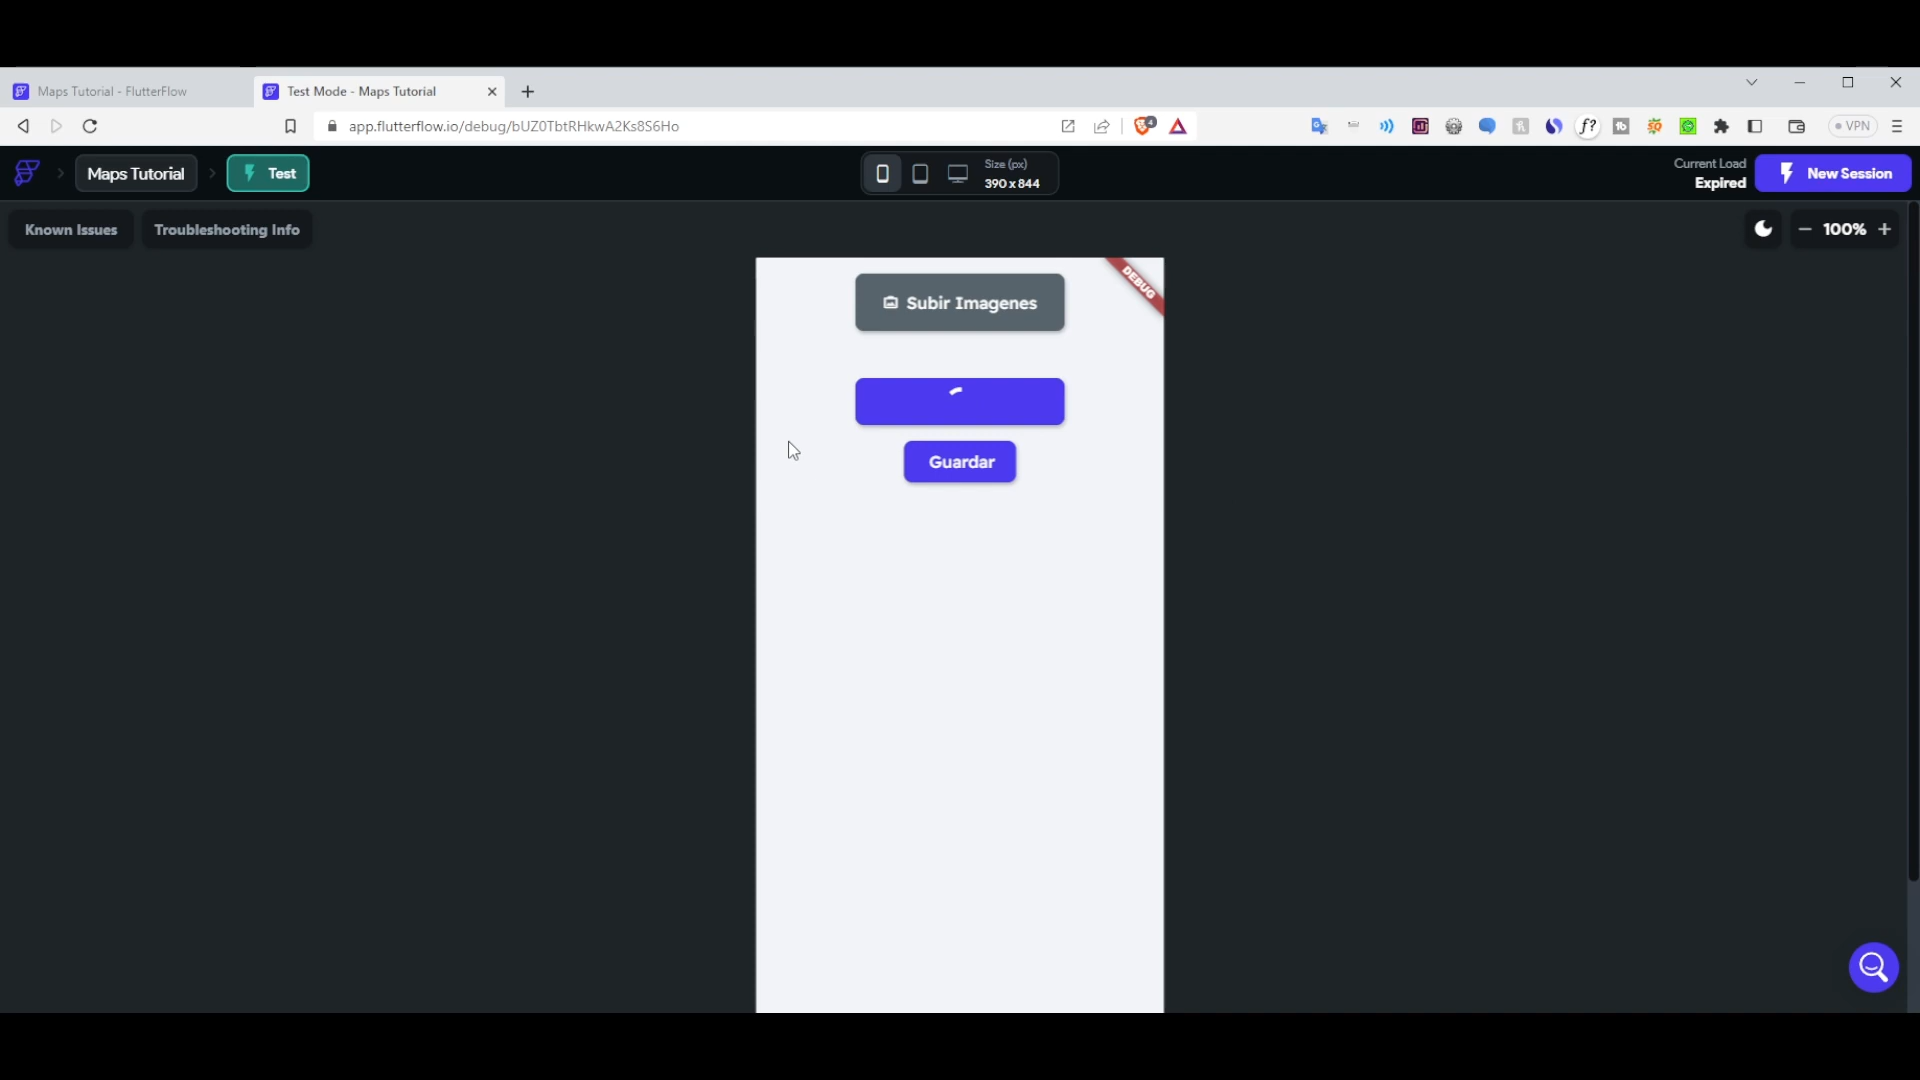 Maps Tutorial - FlutterFlow
Test Mode - Maps Tutorial
app.flutterflow.io/debug/bUZ0TbtRHkwA2Ks8S6Ho
4
f?
VPN
Maps Tutorial
Test
Size (px)
390 x 844
Current Load
Expired
New Session
Known Issues
Troubleshooting Info
100%
DEBUG
Subir Imagenes
Guardar